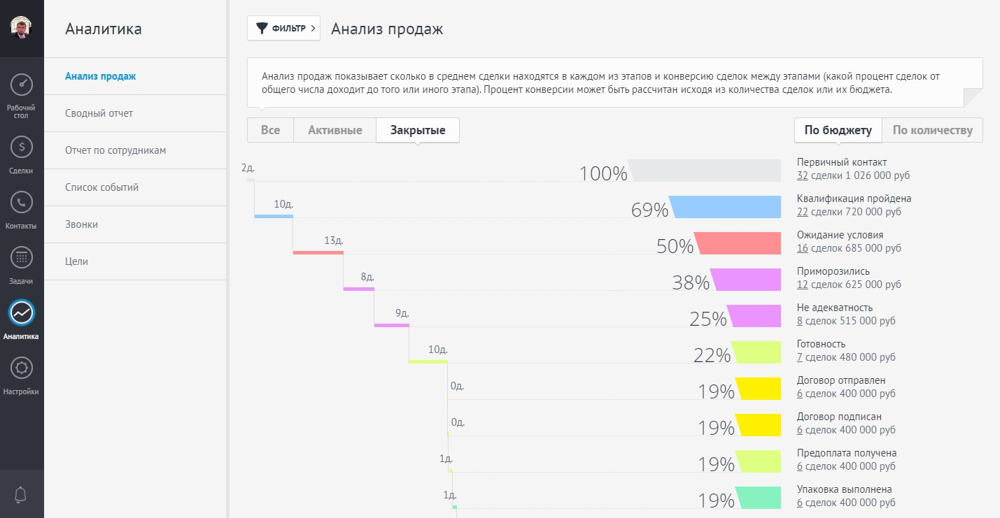 Аналитика
Анализ продаж
Сводный отчет
Отчет по сотрудникам
Список событий
Звонки
Цели
Рабочий
стол
$
Сделки
Контакты
Задачи
Аналитика
Настройки
ФИЛЬТР
Анализ продаж
Анализ продаж показывает сколько в среднем сделки находятся в каждом из этапов и конверсию сделок между этапами (какой процент сделок от
общего числа доходит до того или иного этапа). Процент конверсии может быть рассчитан исходя из количества сделок или их бюджета.
Все Активные Закрытые По бюджету По количеству
2д. 100% Первичный контакт
32 сделки 1 026 000 руб
10д. 69% Квалификация пройдена
22 сделки 720 000 руб
13д. 50% Ожидание условия
16 сделок 685 000 руб
8д. 38% Приморозились
12 сделок 625 000 руб
9д. 25% Не адекватность
8 сделок 515 000 руб
10д. 22% Готовность
7 сделок 480 000 руб
0д. 19% Договор отправлен
6 сделок 400 000 руб
0д. 19% Договор подписан
6 сделок 400 000 руб
1д. 19% Предоплата получена
6 сделок 400 000 руб
1д. 19% Упаковка выполнена
6 сделок 400 000 руб